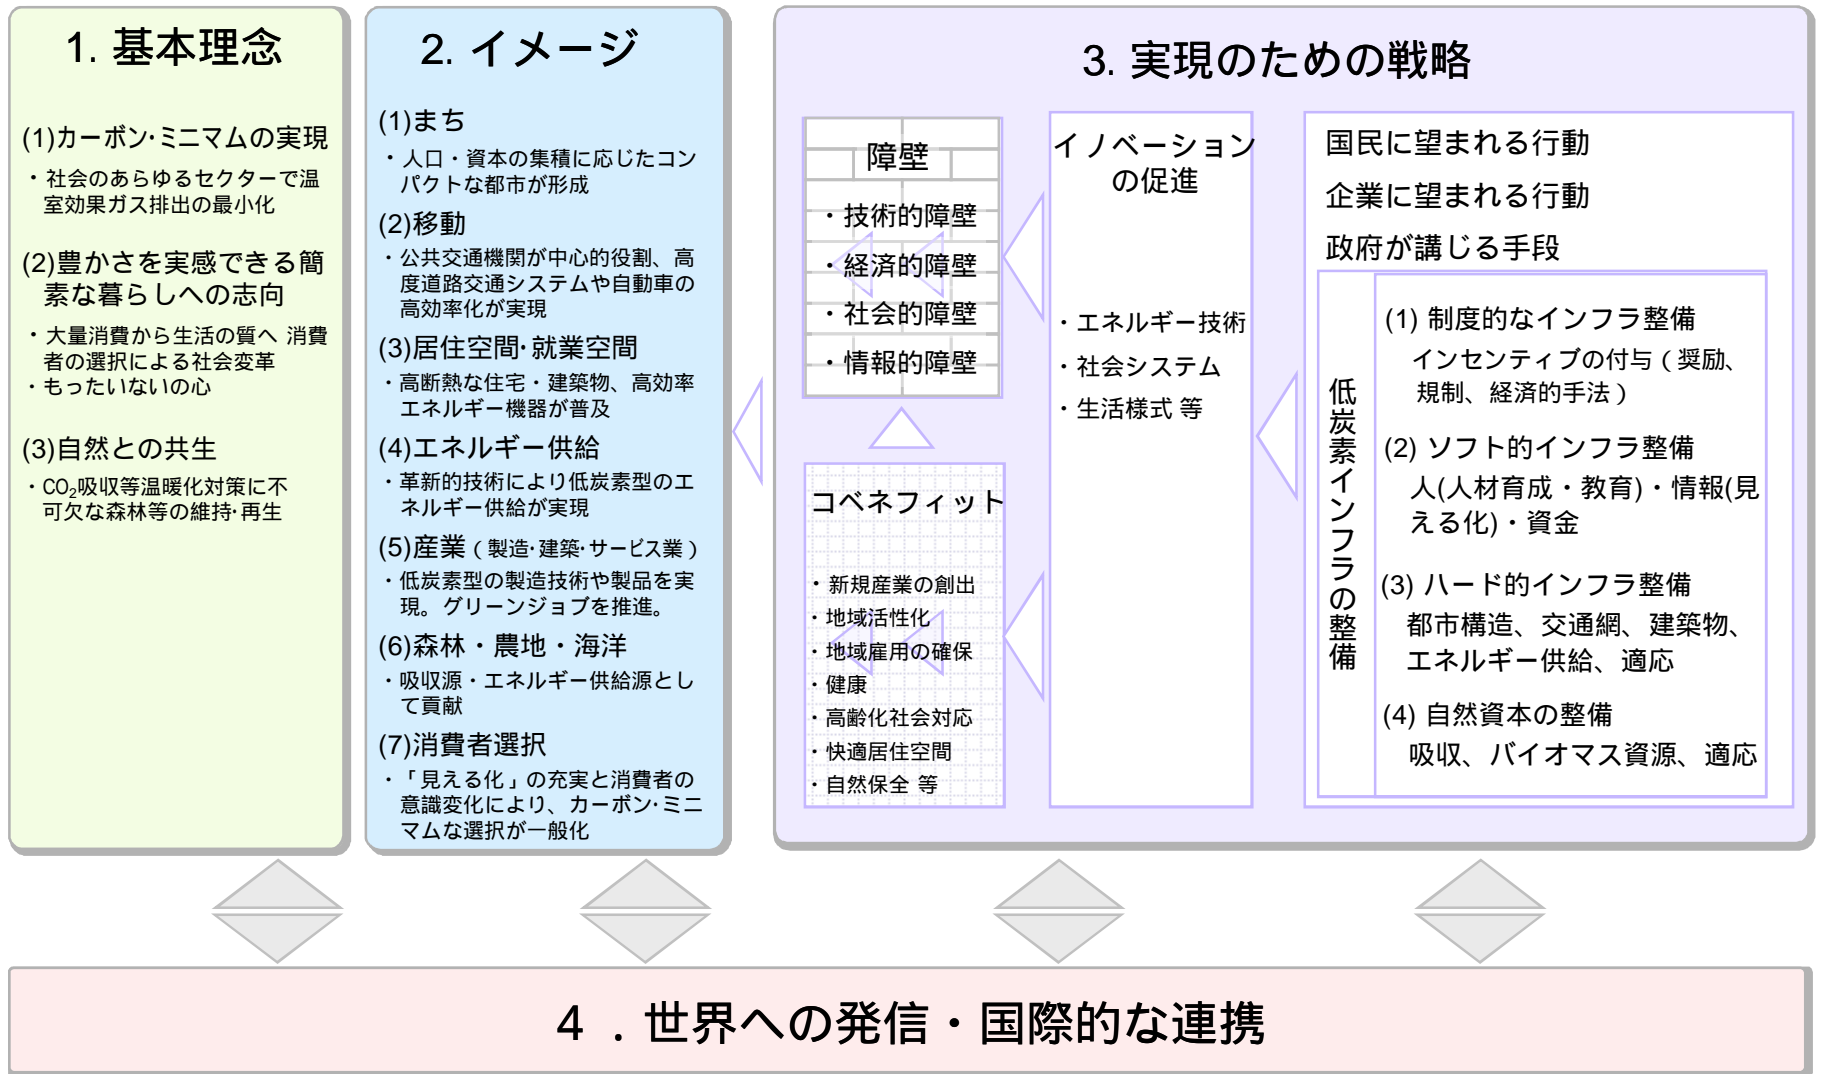 1. 基本理念
(1)カーボン・ミニマムの実現
・社会のあらゆるセクターで温
室効果ガス排出の最小化
(2)豊かさを実感できる簡
素な暮らしへの志向
・大量消費から生活の質へ 消費
者の選択による社会変革
・もったいないの心
(3)自然との共生
・CO₂吸収等温暖化対策に不
可欠な森林等の維持・再生
2. イメージ
(1)まち
・人口・資本の集積に応じたコン
パクトな都市が形成
(2)移動
・公共交通機関が中心的役割、高
度道路交通システムや自動車の
高効率化が実現
(3)居住空間・就業空間
・高断熱な住宅・建築物、高効率
エネルギー機器が普及
(4)エネルギー供給
・革新的技術により低炭素型のエ
ネルギー供給が実現
(5)産業（製造・建築・サービス業）
・低炭素型の製造技術や製品を実
現。グリーンジョブを推進。
(6)森林・農地・海洋
・吸収源・エネルギー供給源とし
て貢献
(7)消費者選択
・「見える化」の充実と消費者の
意識変化により、カーボン・ミニ
マムな選択が一般化
3. 実現のための戦略
障壁
・技術的障壁
・経済的障壁
・社会的障壁
・情報的障壁
コベネフィット
・新規産業の創出
・地域活性化
・地域雇用の確保
・健康
・高齢化社会対応
・快適居住空間
・自然保全 等
イノベーション
の促進
・エネルギー技術
・社会システム
・生活様式 等
国民に望まれる行動
企業に望まれる行動
政府が講じる手段
低炭素インフラの整備
(1) 制度的なインフラ整備
インセンティブの付与（奨励、
規制、経済的手法）
(2) ソフト的インフラ整備
人(人材育成・教育)・情報(見
える化)・資金
(3) ハード的インフラ整備
都市構造、交通網、建築物、
エネルギー供給、適応
(4) 自然資本の整備
吸収、バイオマス資源、適応
４．世界への発信・国際的な連携